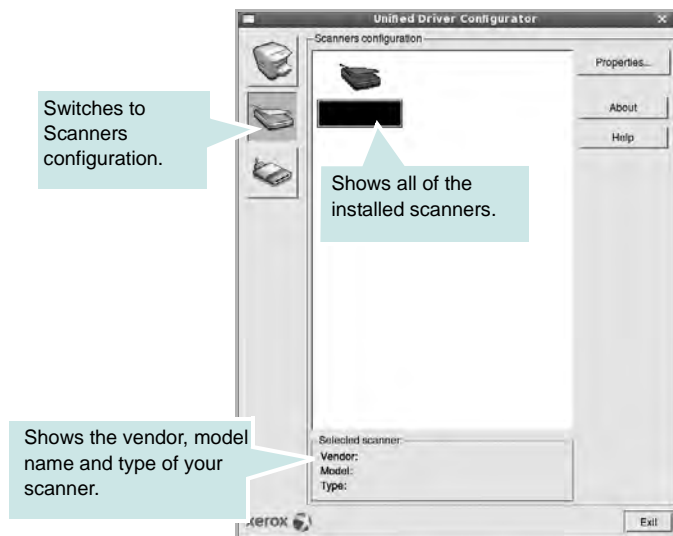 Unified Driver Configurator
Scanners configuration
Properties...
About
Help
Switches to
Scanners
configuration.
Shows all of the
installed scanners.
Shows the vendor, model
name and type of your
scanner.
Selected scanner:
Vendor:
Model:
Type:
xerox
Exit